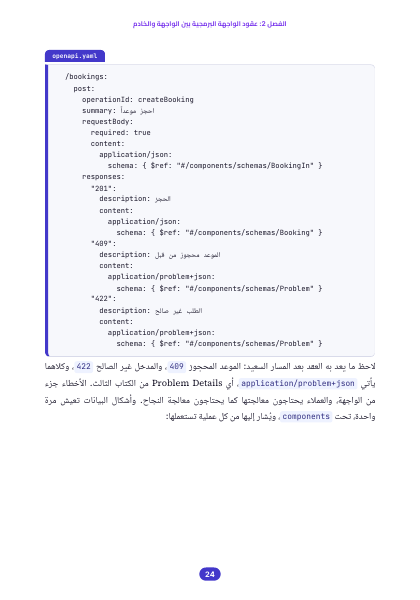 الفصل 2: عقود الواجهة البرمجية بين الواجهة والخادم
openapi.yaml
/bookings:
post:
operationId: createBooking
summary: احجز موعداً
requestBody:
required: true
content:
application/json:
schema: { $ref: "#/components/schemas/BookingIn" }
responses:
"201":
description: الحجز
content:
application/json:
schema: { $ref: "#/components/schemas/Booking" }
"409":
description: الموعد محجوز من قبل
content:
application/problem+json:
schema: { $ref: "#/components/schemas/Problem" }
"422":
description: الطلب غير صالح
content:
application/problem+json:
schema: { $ref: "#/components/schemas/Problem" }
لاحظ ما يعد به العقد بعد المسار السعيد: الموعد المحجوز 409، والمدخل غير الصالح 422، وكلاهما
يأتي application/problem+json، أي Problem Details من الكتاب الثالث. الأخطاء جزء
من الواجهة، والعملاء يحتاجون معالجتها كما يحتاجون معالجة النجاح. وأشكال البيانات تعيش مرة
واحدة، تحت components، ويُشار إليها من كل عملية تستعملها:
24